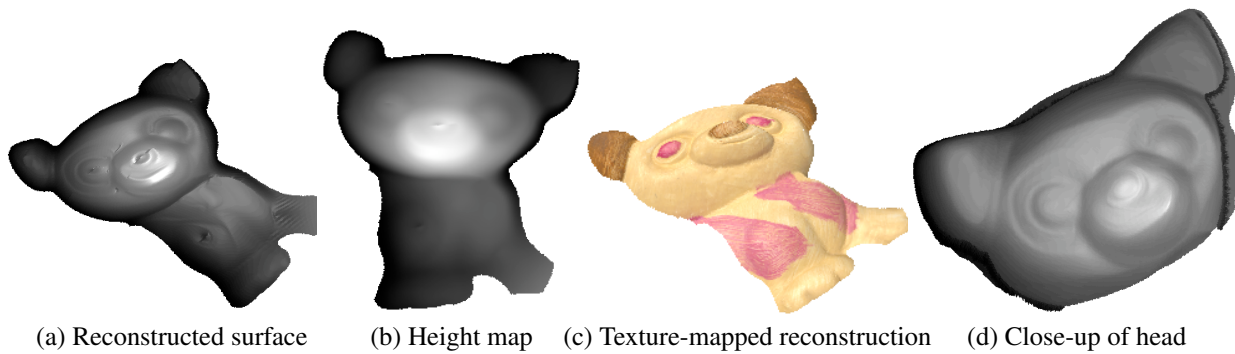 (a) Reconstructed surface (b) Height map (c) Texture-mapped reconstruction (d) Close-up of head